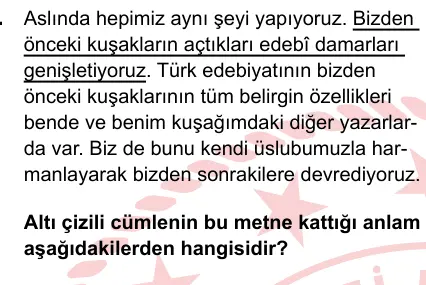 . Aslında hepimiz aynı şeyi yapıyoruz. Bizden
önceki kuşakların açtıkları edebî damarları
genişletiyoruz. Türk edebiyatının bizden
önceki kuşaklarının tüm belirgin özellikleri
bende ve benim kuşağımdaki diğer yazarlar-
da var. Biz de bunu kendi üslubumuzla har-
manlayarak bizden sonrakilere devrediyoruz.
Altı çizili cümlenin bu metne kattığı anlam
aşağıdakilerden hangisidir?